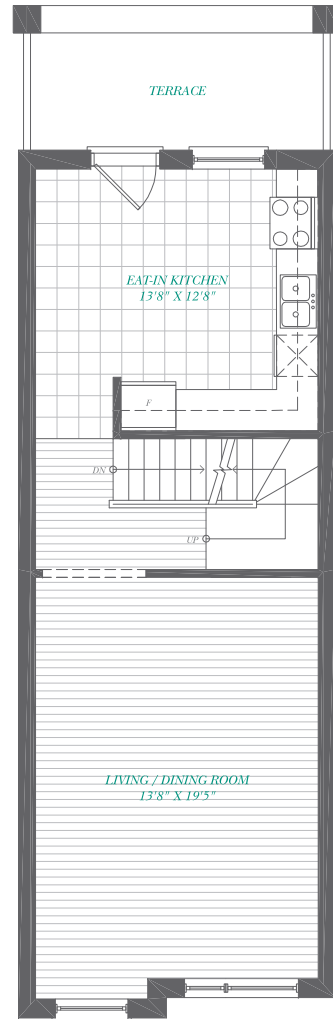 TERRACE
EAT-IN KITCHEN
13'8" X 12'8"
F
DN
UP
LIVING / DINING ROOM
13'8" X 19'5"